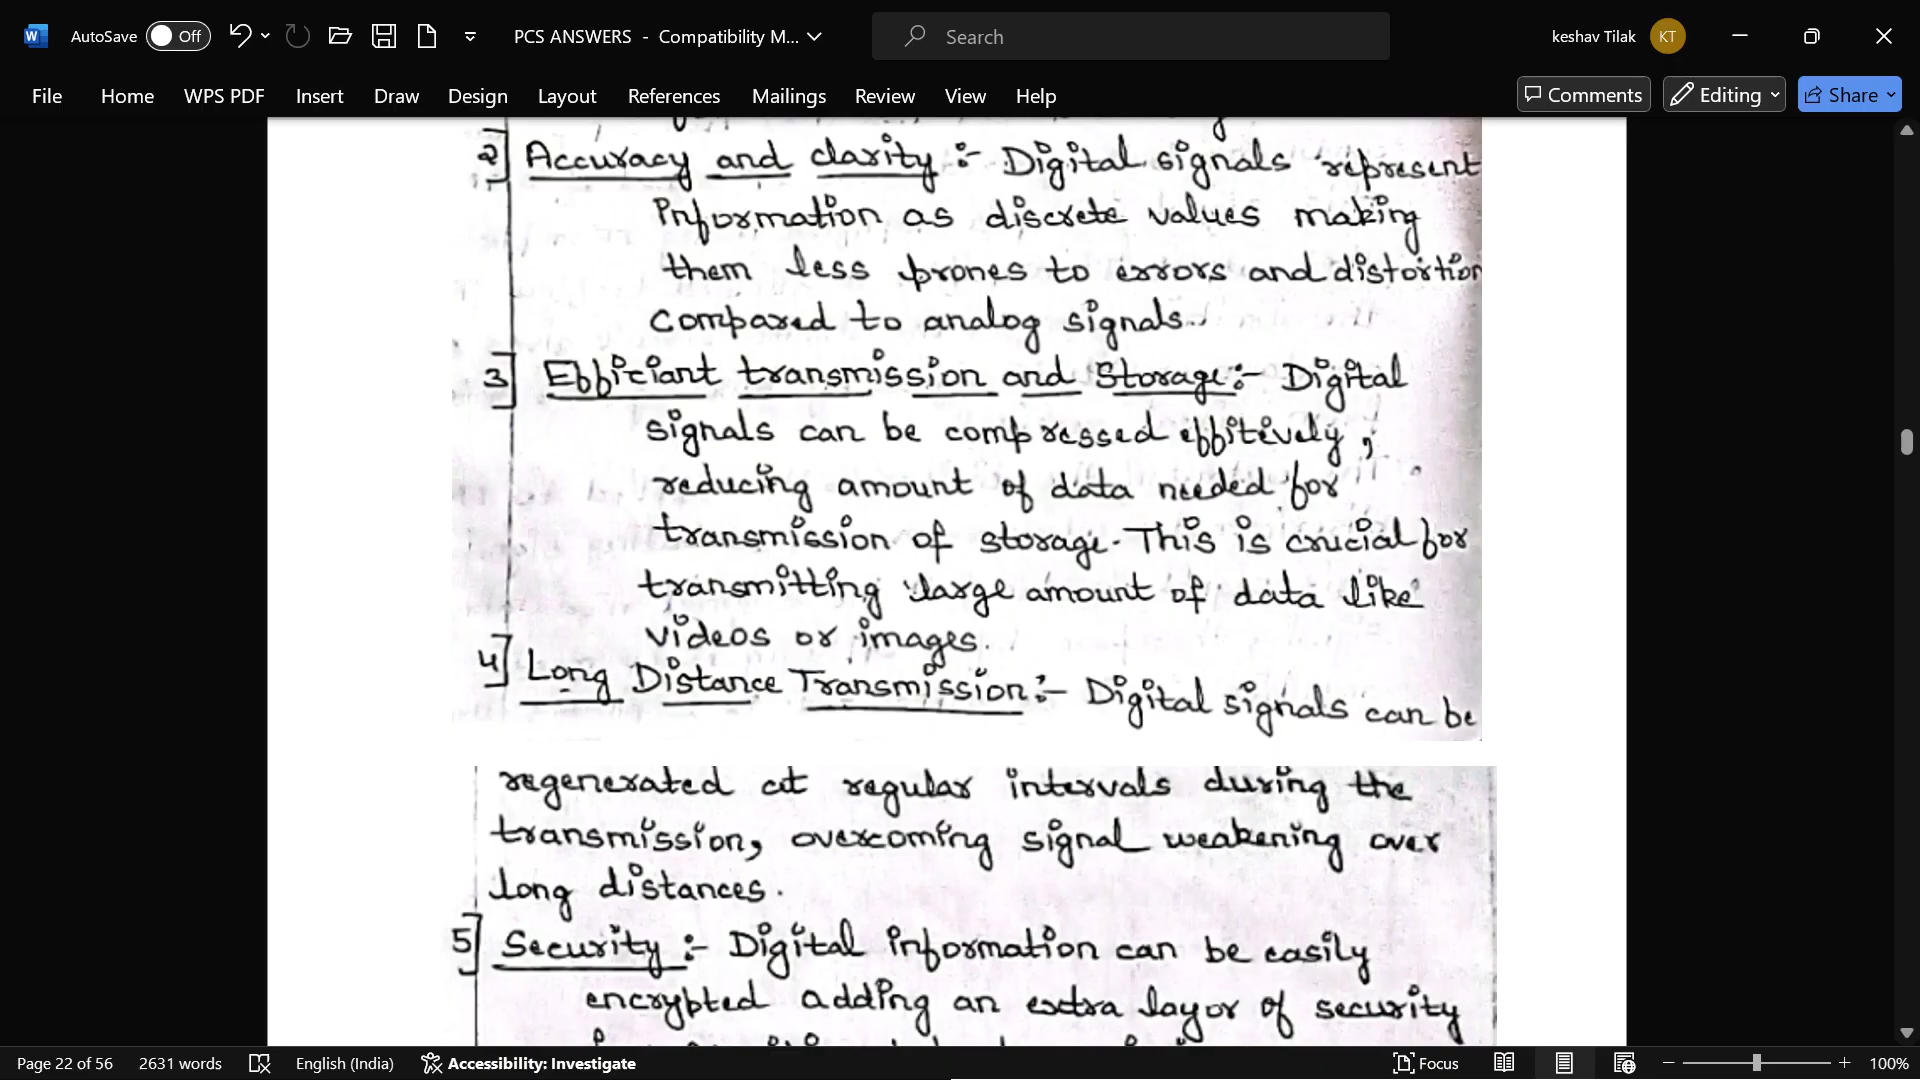 AutoSave Off PCS ANSWERS - Compatibility M... Search keshav Tilak KT
File Home WPS PDF Insert Draw Design Layout References Mailings Review View Help Comments Editing Share
2] Accuracy and clarity :- Digital signals represent
Information as discrete values making
them less prones to errors and distortion
compared to analog signals.
3] Efficiant transmission and Storage :- Digital
signals can be compressed effitively,
reducing amount of data needed for
transmission of storage. This is crucial for
transmitting large amount of data like
videos or images.
4] Long Distance Transmission :- Digital signals can be
regenerated at regular intervals during the
transmission, overcoming signal weakening over
long distances.
5] Security :- Digital information can be easily
encrypted adding an extra layor of security
Page 22 of 56 2631 words English (India) Accessibility: Investigate Focus 100%